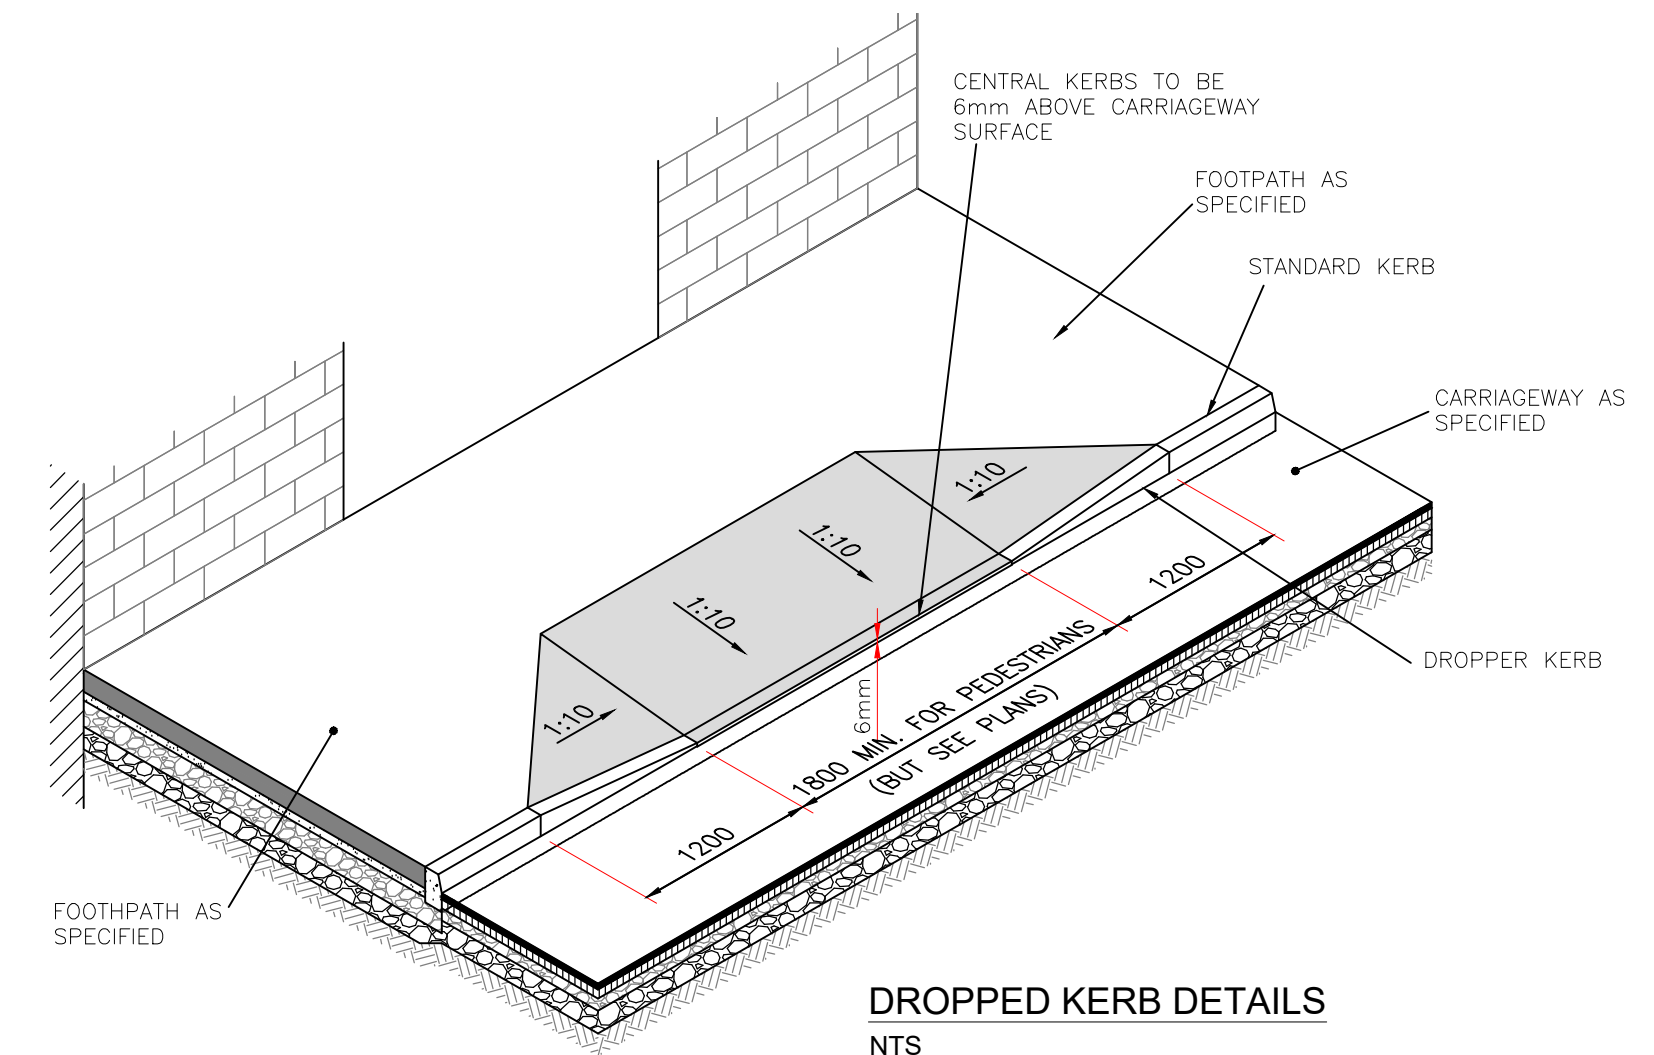 CENTRAL KERBS TO BE
6mm ABOVE CARRIAGEWAY
SURFACE
FOOTPATH AS
SPECIFIED
STANDARD KERB
CARRIAGEWAY AS
SPECIFIED
1:10
1:10
1:10
1:10
1200
DROPPER KERB
6mm
1800 MIN. FOR PEDESTRIANS
(BUT SEE PLANS)
1200
FOOTHPATH AS
SPECIFIED
DROPPED KERB DETAILS
NTS